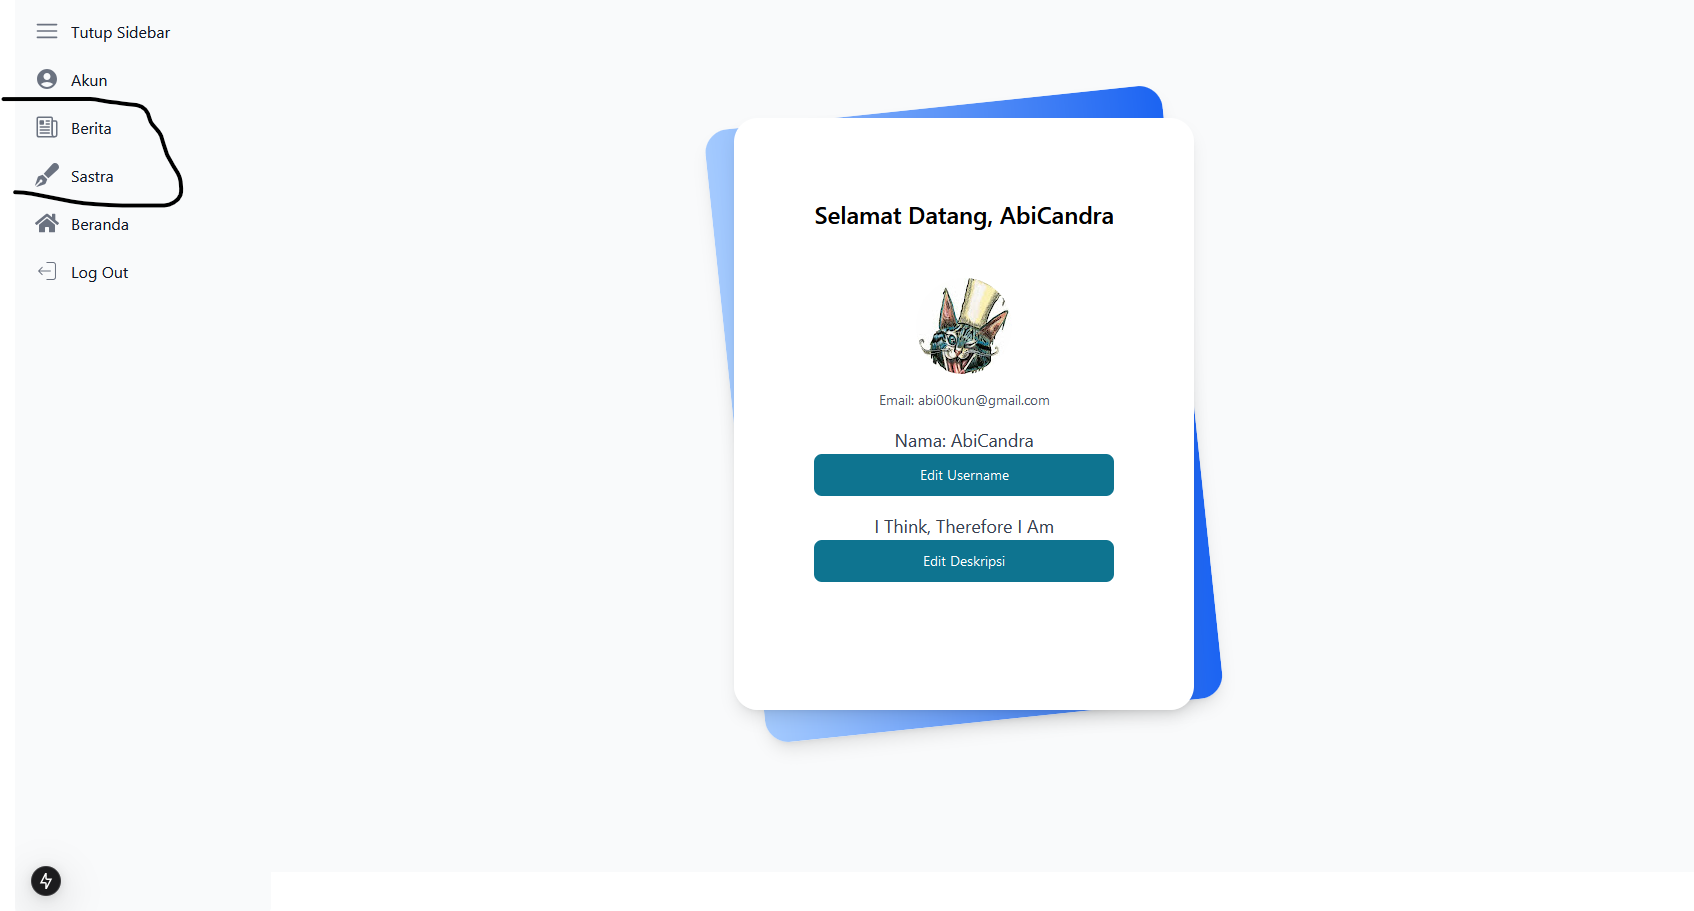 Tutup Sidebar
Akun
Berita
Sastra
Beranda
Log Out
Selamat Datang, AbiCandra
Email: abi00kun@gmail.com
Nama: AbiCandra
Edit Username
I Think, Therefore I Am
Edit Deskripsi